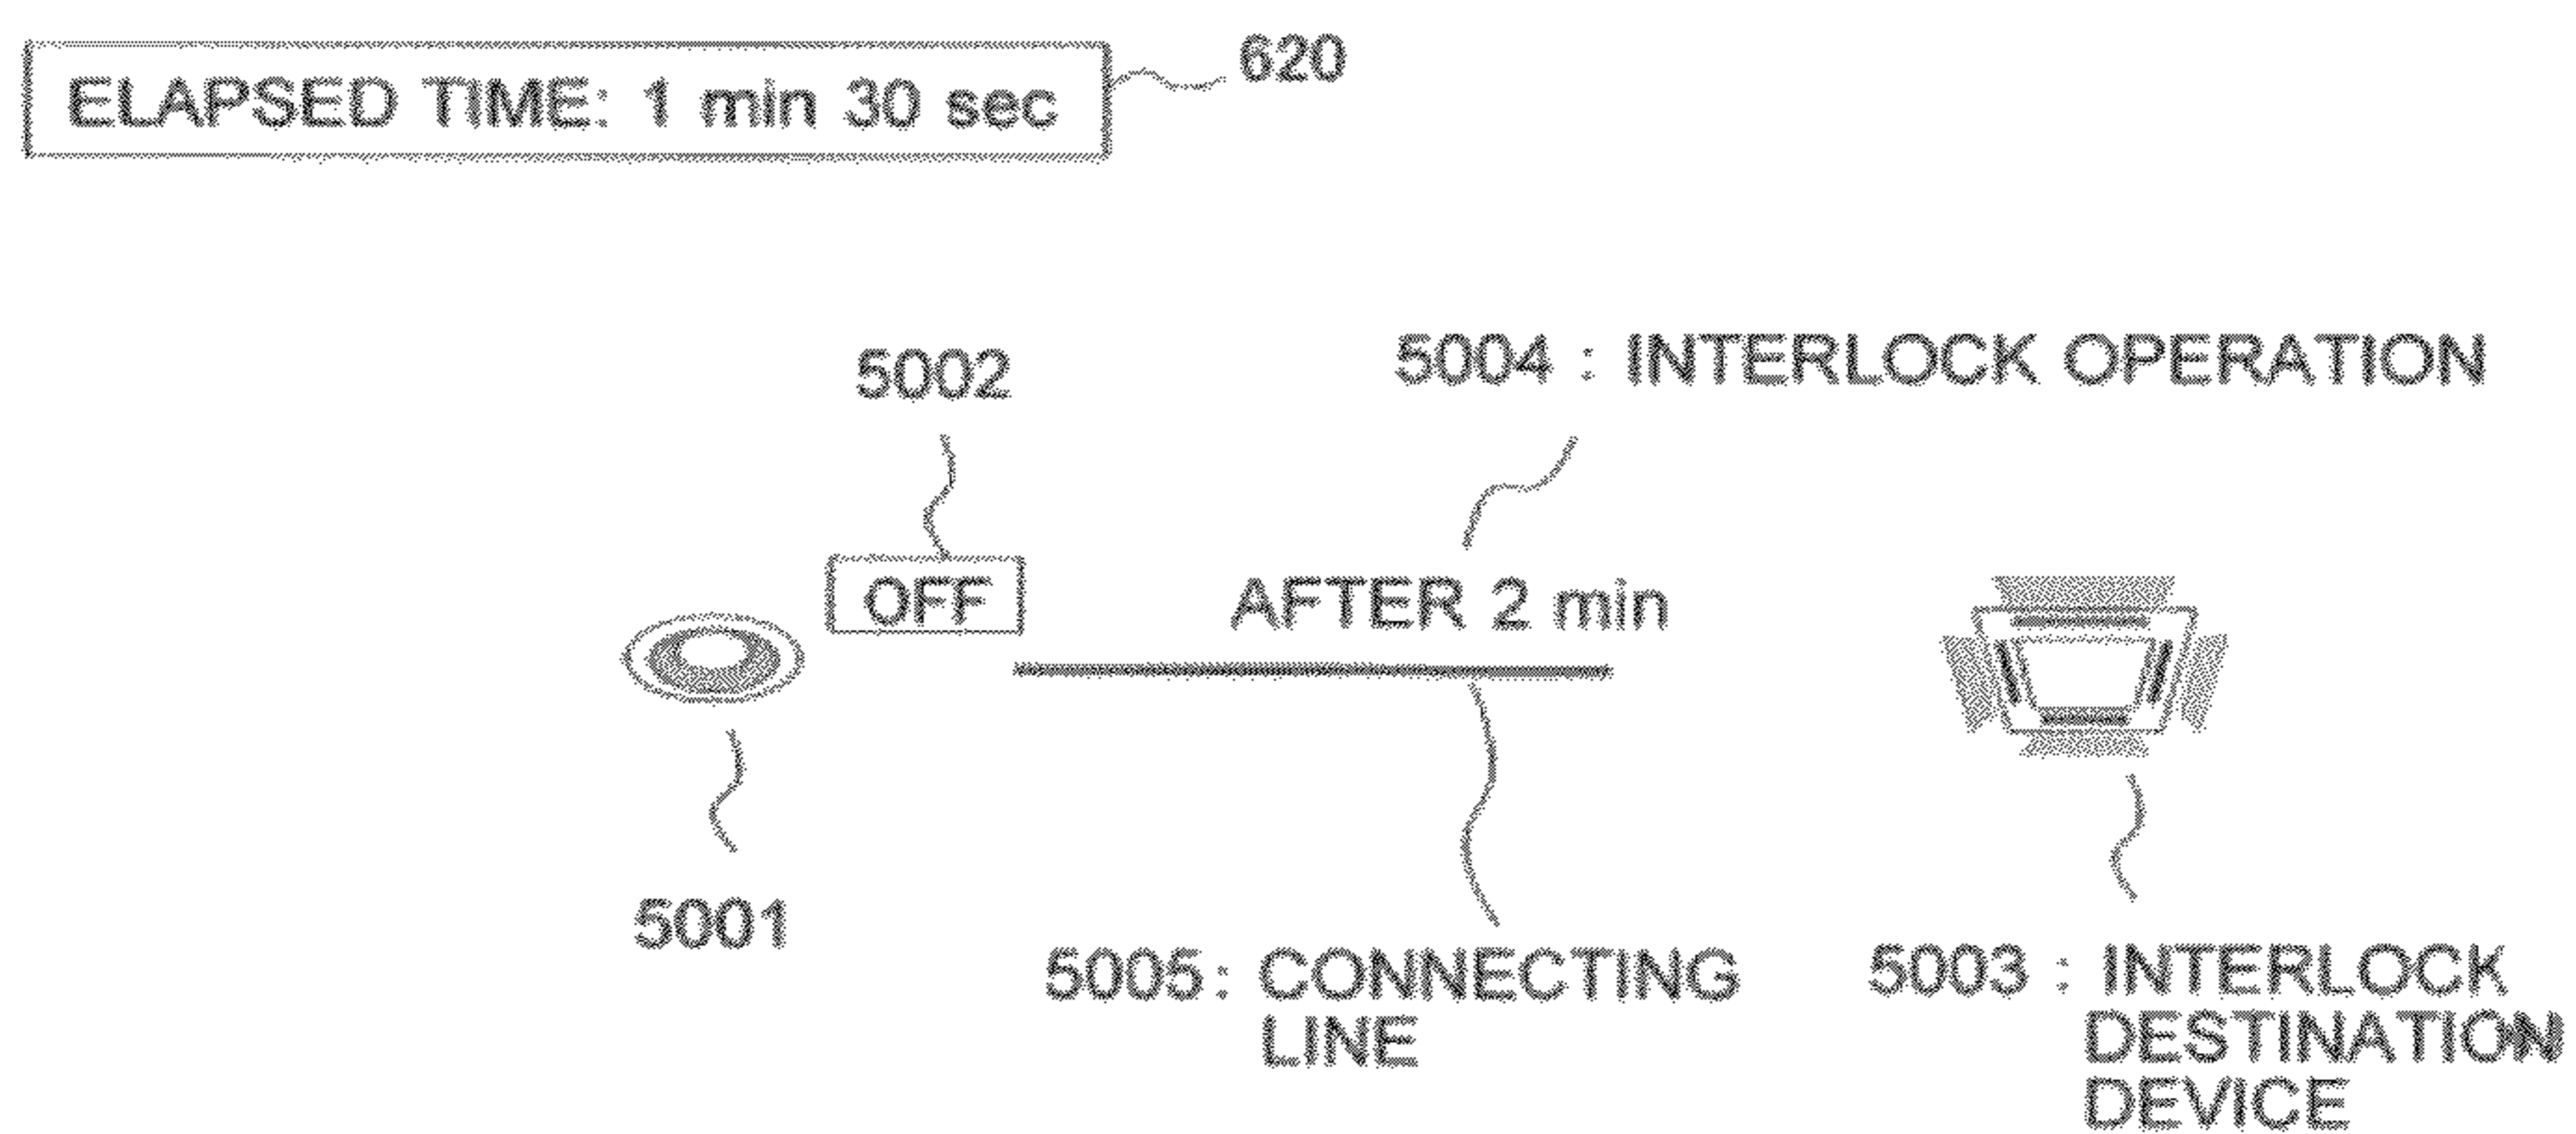 ELAPSED TIME: 1 min 30 sec
620
5002
5004 : INTERLOCK OPERATION
OFF
AFTER 2 min
5001
5005 : CONNECTING
LINE
5003 : INTERLOCK
DESTINATION
DEVICE